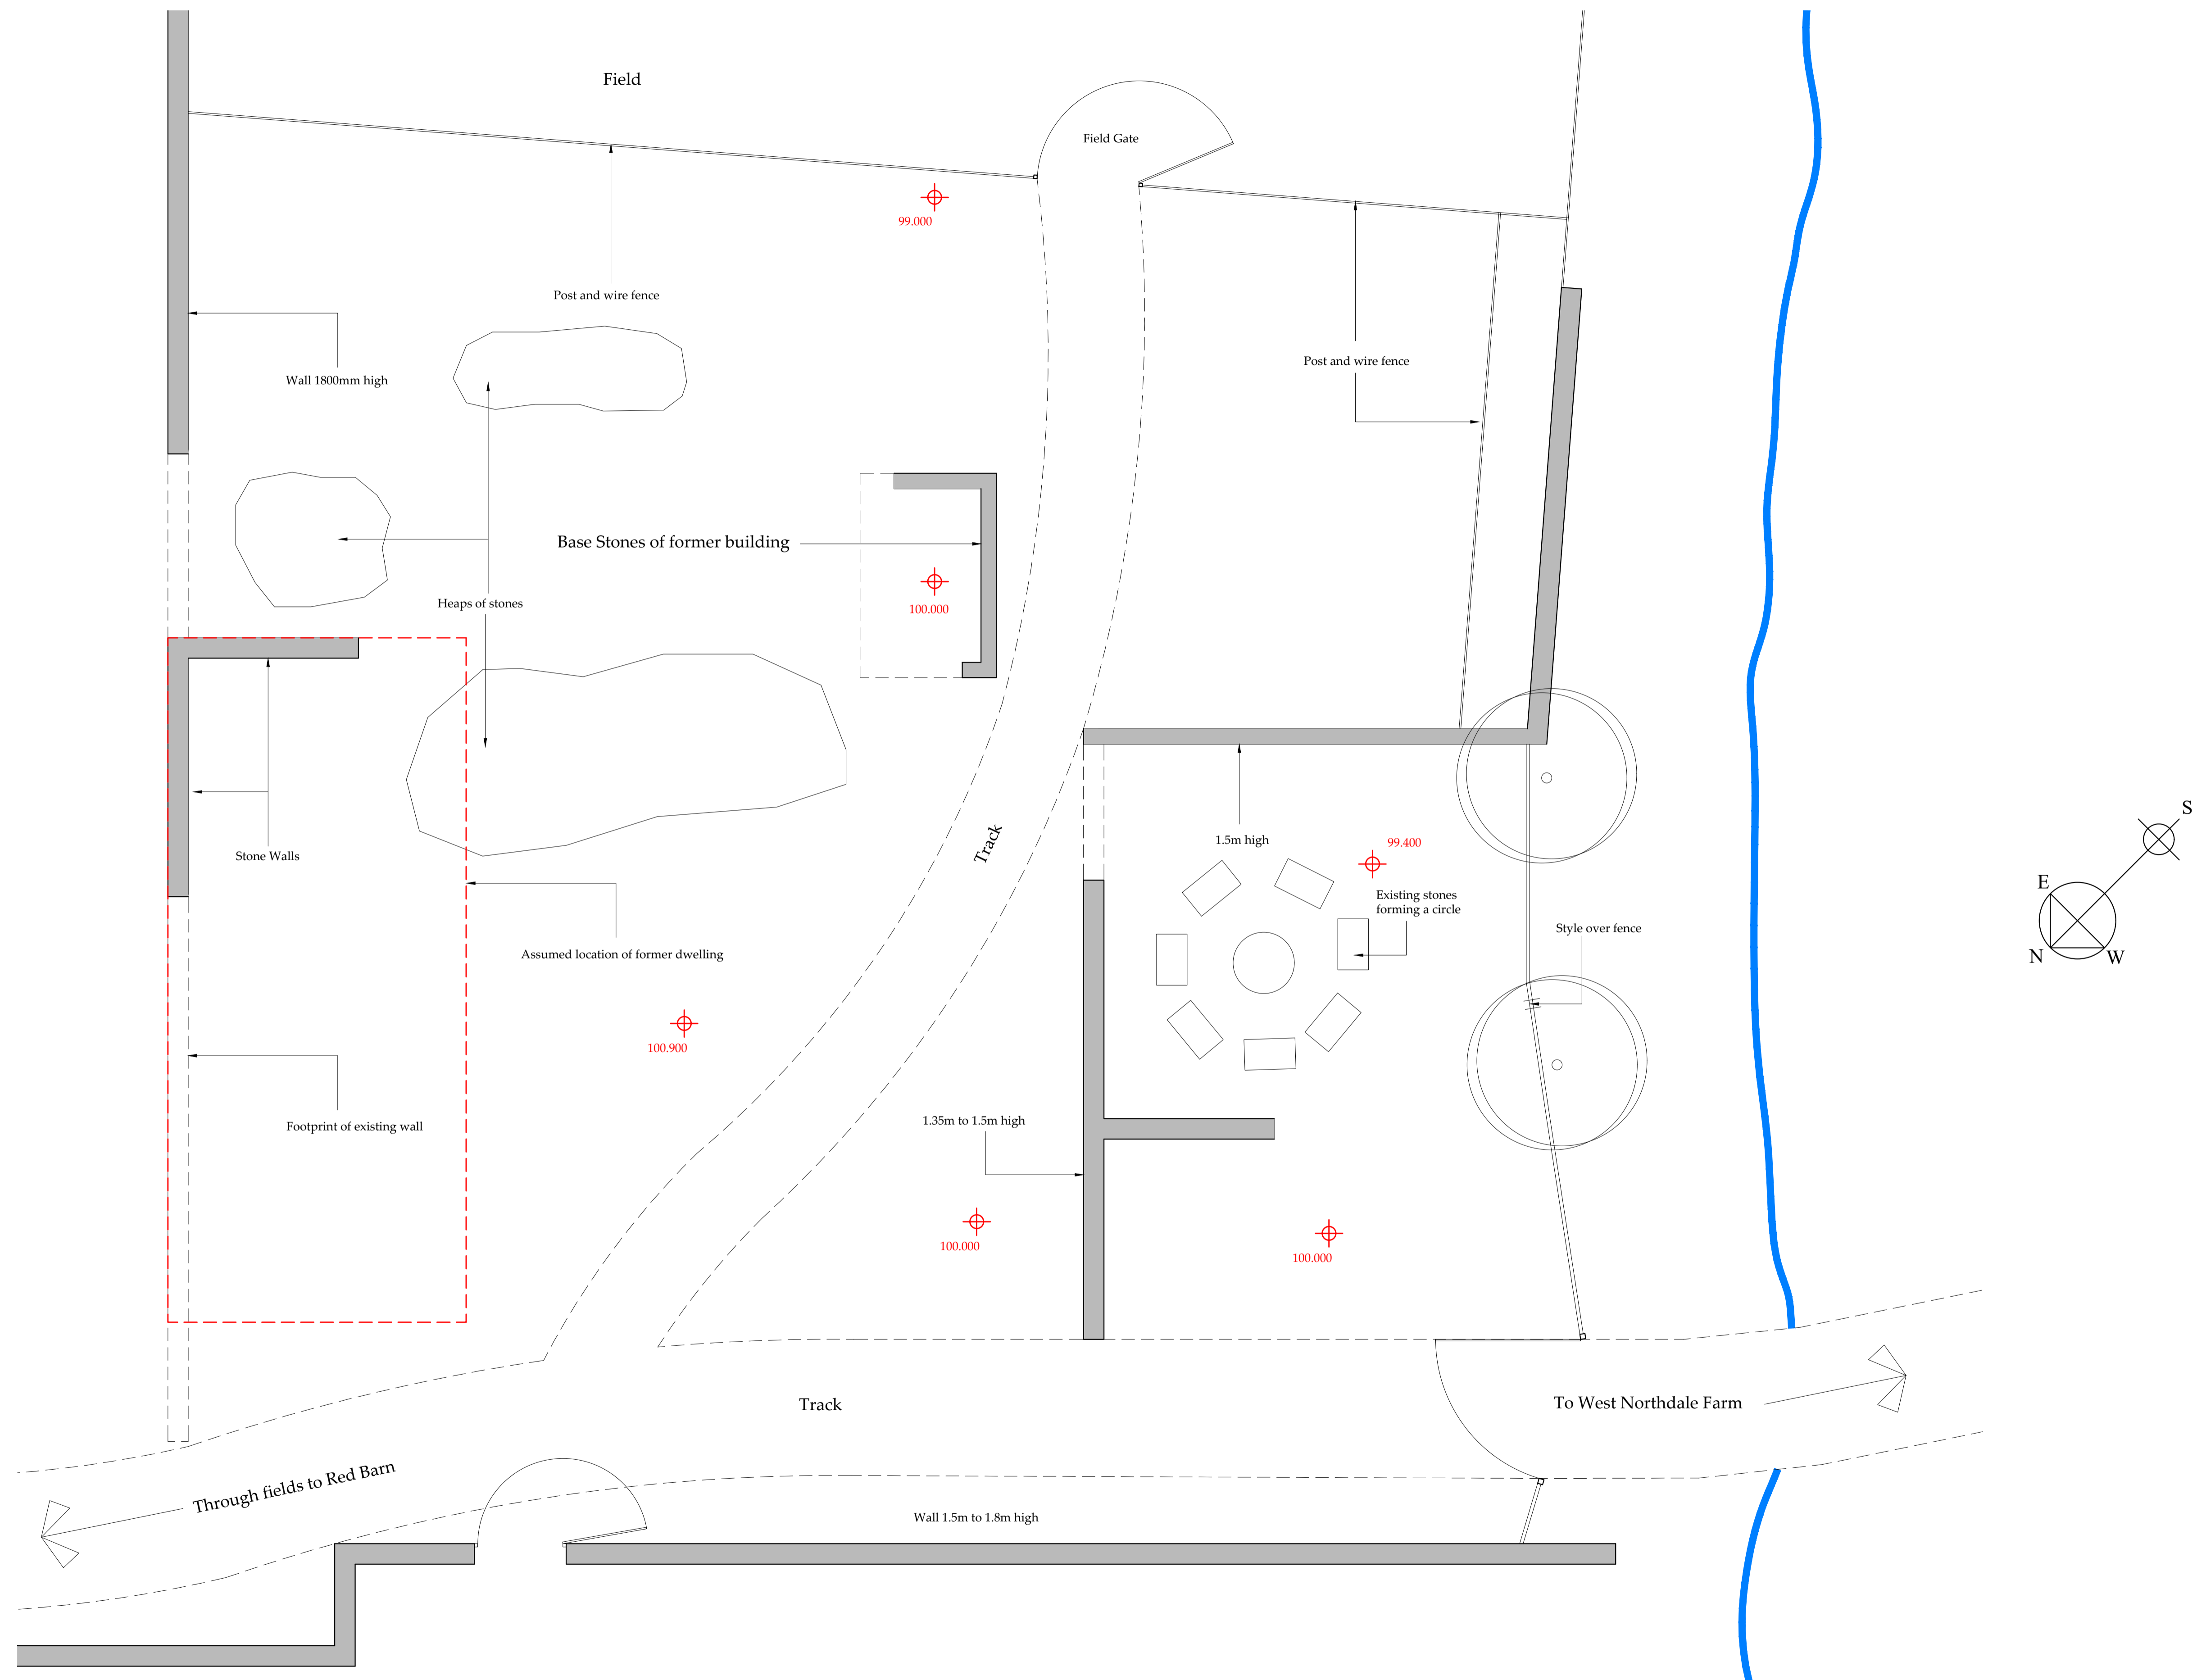 Field
Field Gate
99.000
Post and wire fence
Post and wire fence
Wall 1800mm high
Base Stones of former building
Heaps of stones
100.000
Track
1.5m high
99.400
Stone Walls
Existing stones
forming a circle
Style over fence
Assumed location of former dwelling
S
E
N
W
100.900
1.35m to 1.5m high
Footprint of existing wall
100.000
100.000
Track
To West Northdale Farm
Through fields to Red Barn
Wall 1.5m to 1.8m high